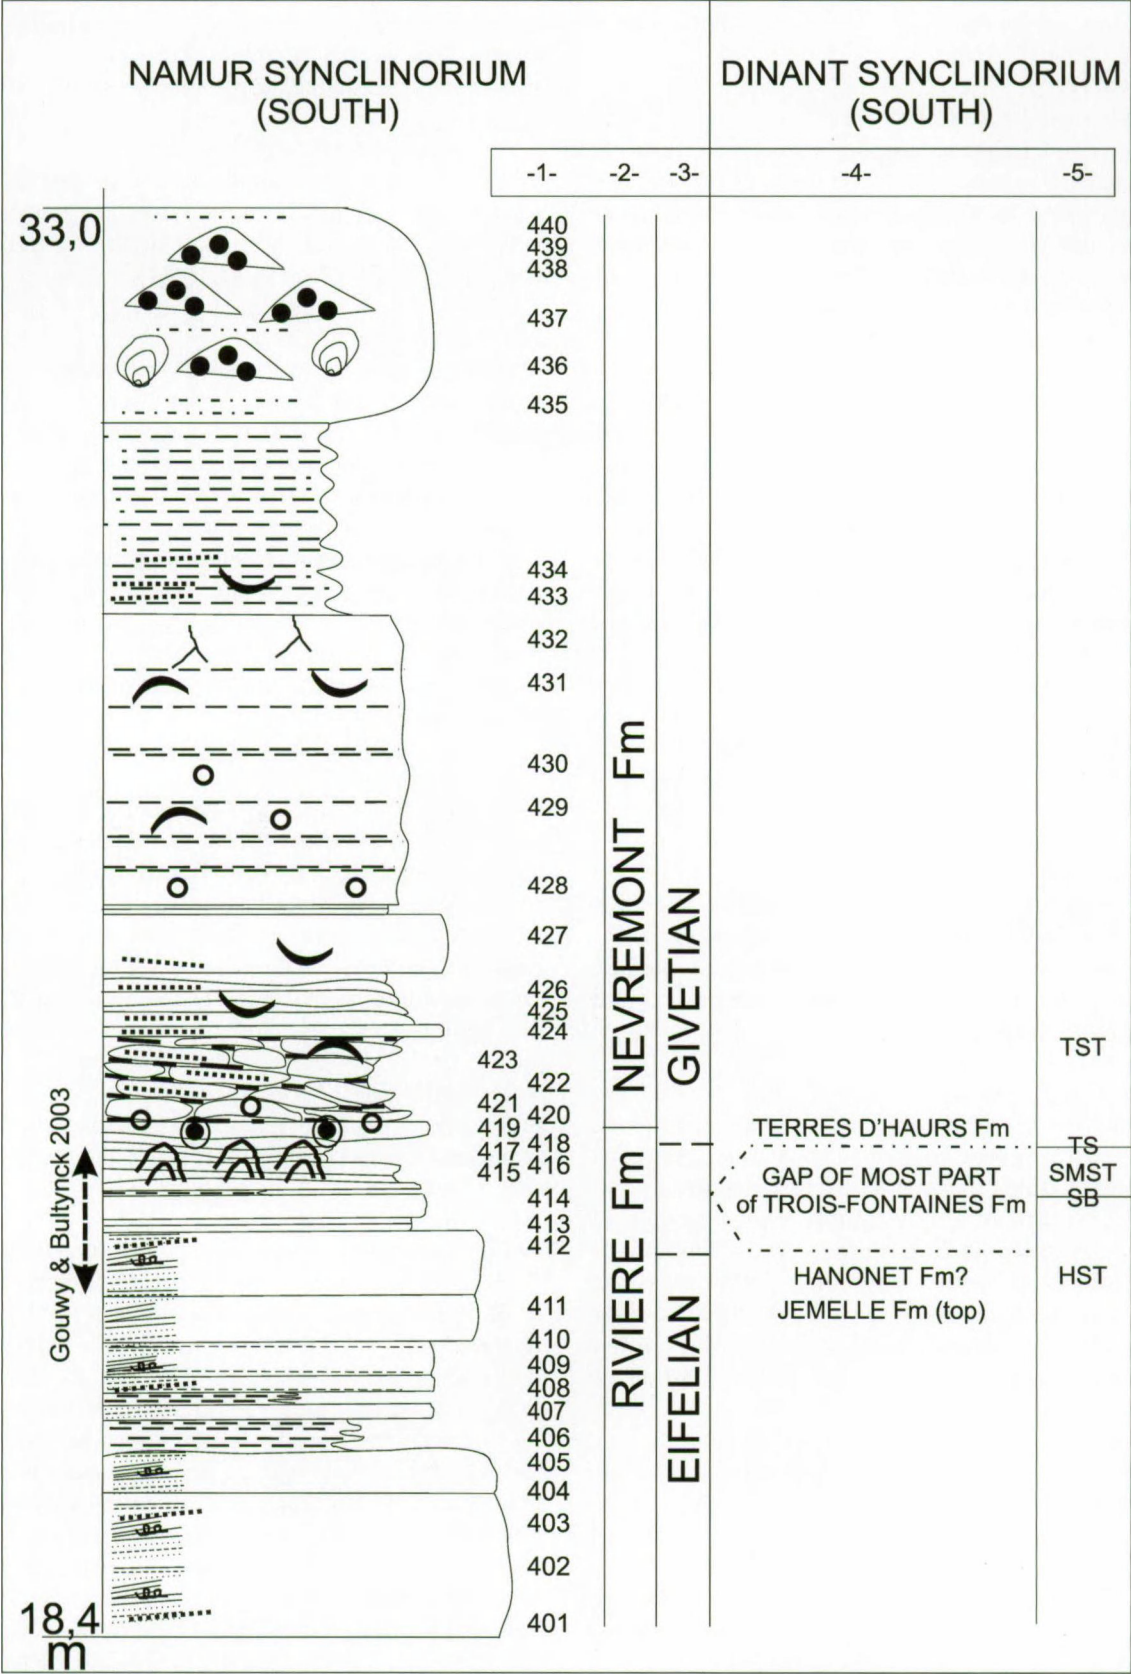 NAMUR SYNCLINORIUM
(SOUTH)
DINANT SYNCLINORIUM
(SOUTH)
-1- -2- -3- -4- -5-
33,0
440
439
438
437
436
435
434
433
432
431
430
429
428
427
426
425
424
423
422
421
420
419
418
417
416
415
414
413
412
411
410
409
408
407
406
405
404
403
402
401
18,4
m
Gouwy & Bultynck 2003
RIVIERE Fm
NEVREMONT Fm
EIFELIAN
GIVETIAN
TST
TERRES D'HAURS Fm
TS
GAP OF MOST PART
of TROIS-FONTAINES Fm
SMST
SB
HANONET Fm?
JEMELLE Fm (top)
HST